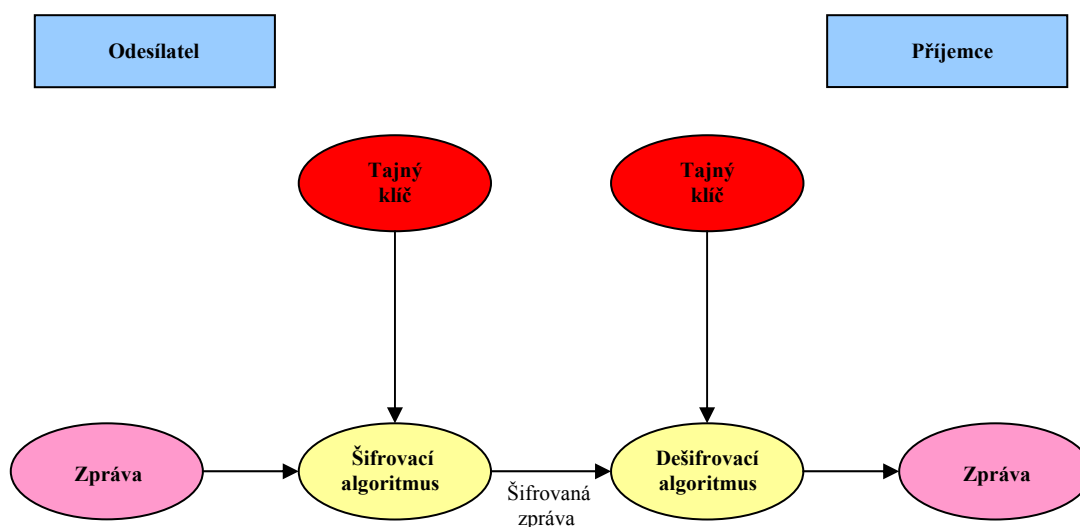 Odesílatel
Příjemce
Tajný
klíč
Tajný
klíč
Zpráva
Šifrovací
algoritmus
Šifrovaná
zpráva
Dešifrovací
algoritmus
Zpráva